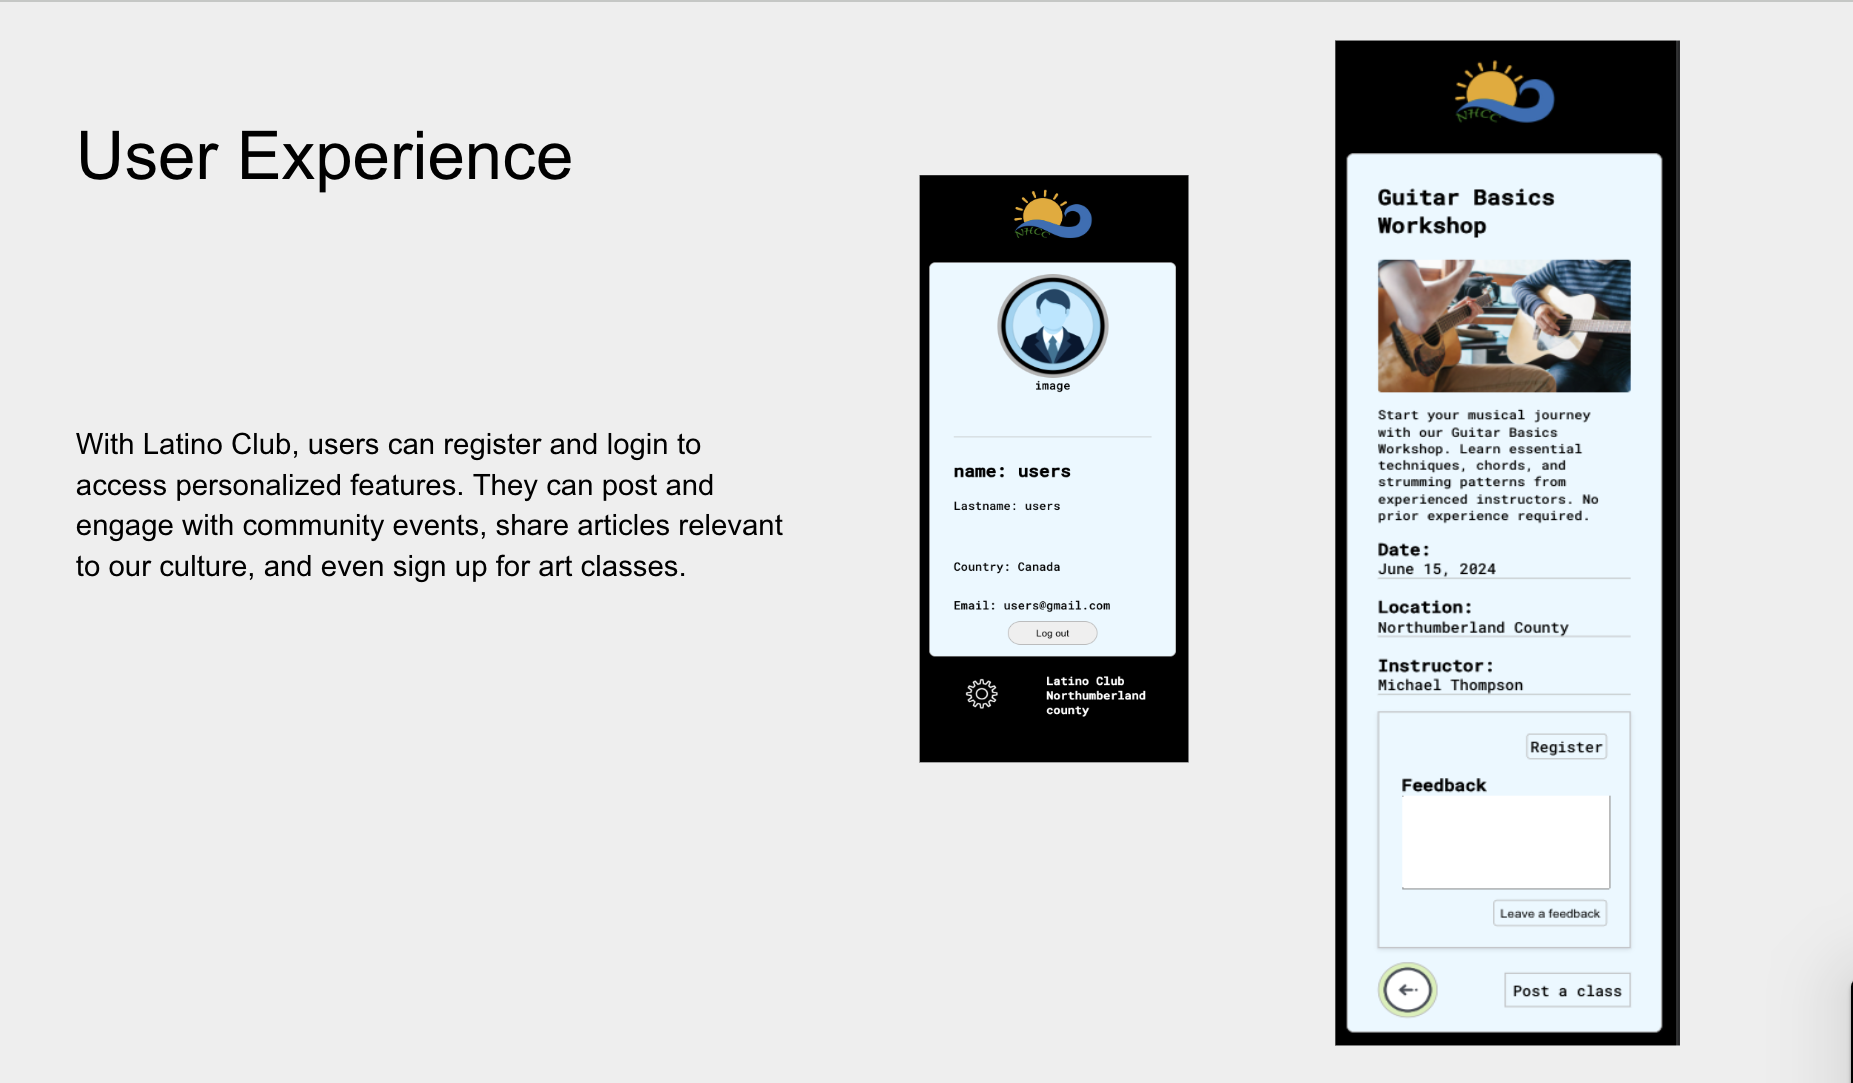 User Experience
With Latino Club, users can register and login to
access personalized features. They can post and
engage with community events, share articles relevant
to our culture, and even sign up for art classes.
NHCC
image
name: users
Lastname: users
Country: Canada
Email: users@gmail.com
Log out
Latino Club
Northumberland
county
NHCC
Guitar Basics
Workshop
Start your musical journey
with our Guitar Basics
Workshop. Learn essential
techniques, chords, and
strumming patterns from
experienced instructors. No
prior experience required.
Date:
June 15, 2024
Location:
Northumberland County
Instructor:
Michael Thompson
Register
Feedback
Leave a feedback
Post a class